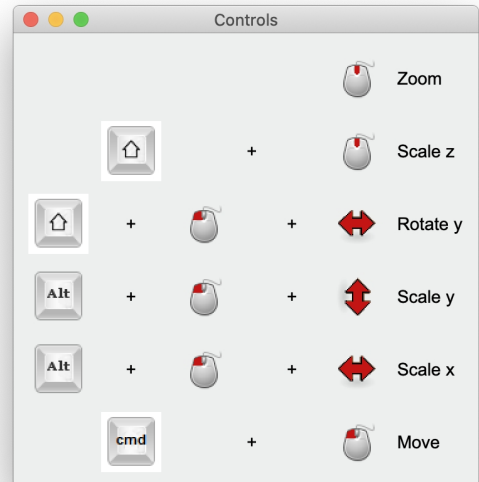 Controls
Zoom
+ Scale z
+ + Rotate y
Alt + + Scale y
Alt + + Scale x
cmd + Move